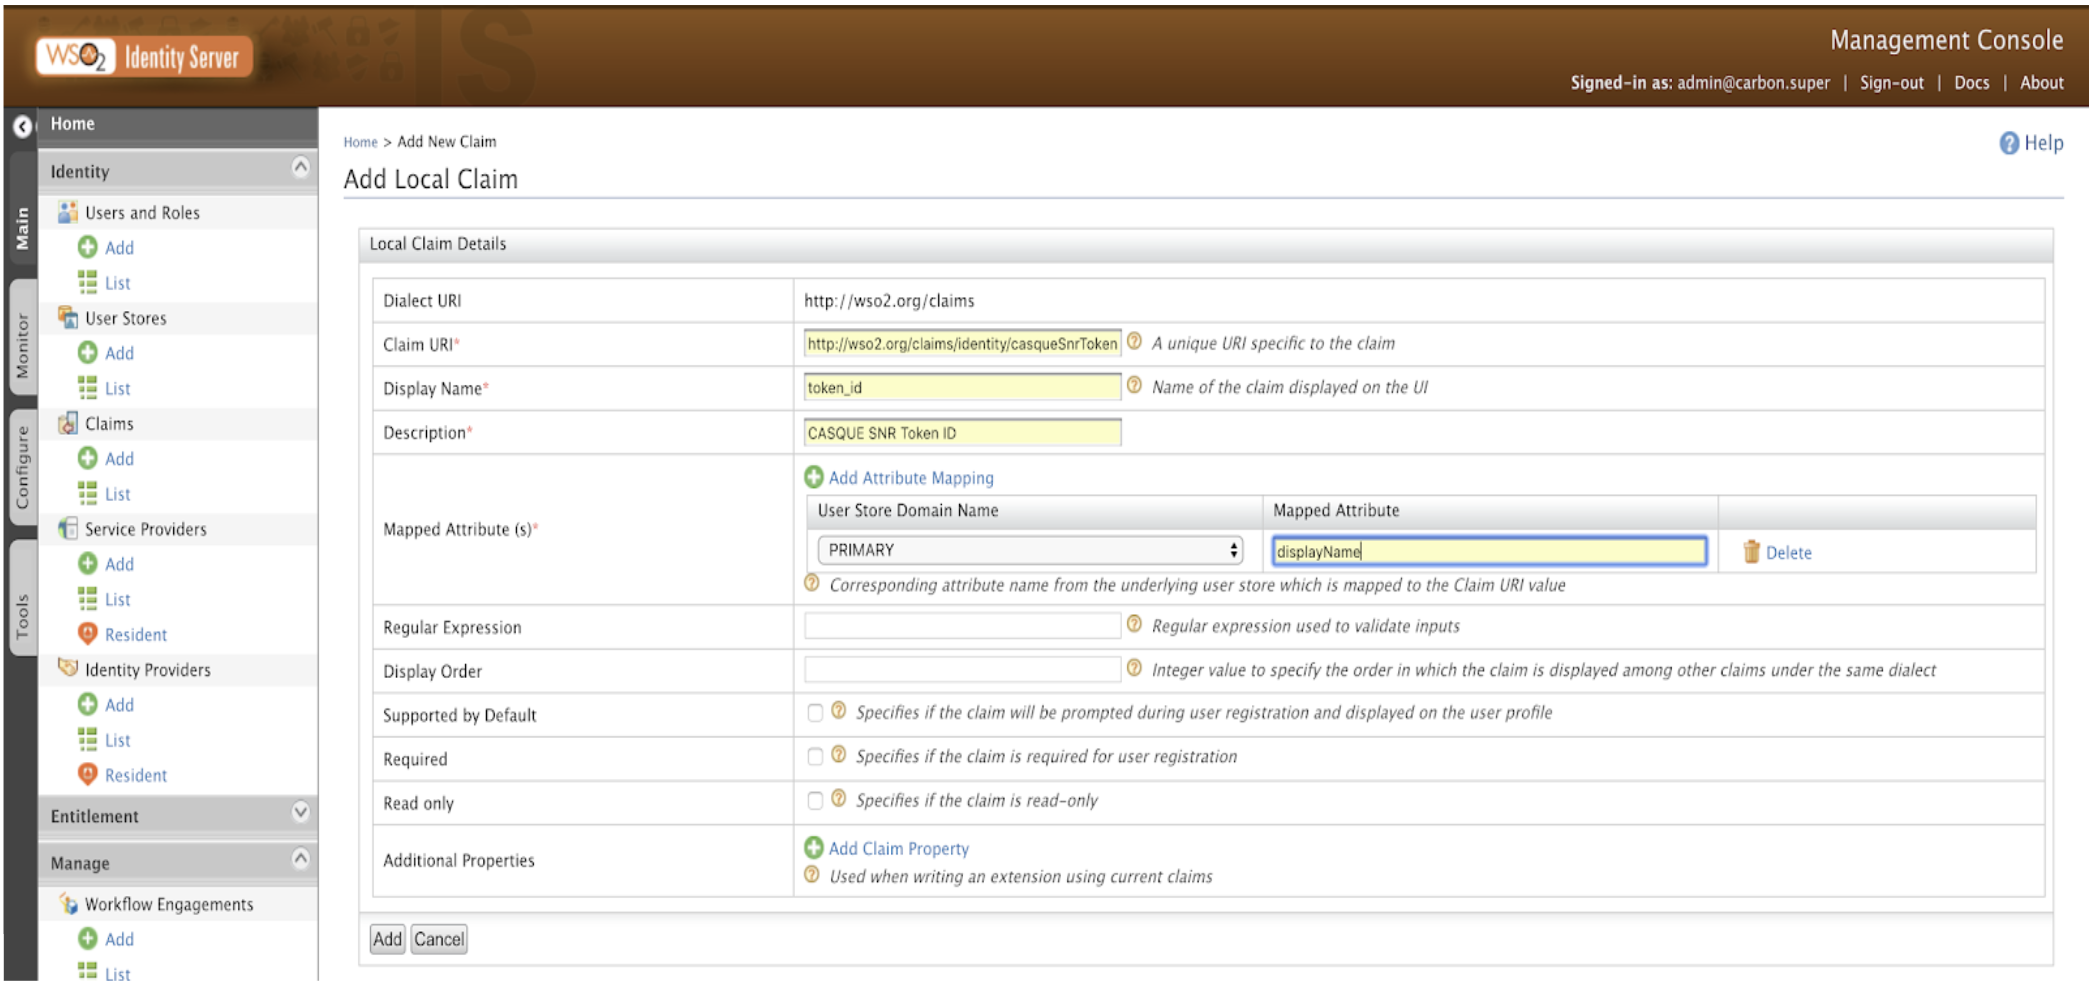 WSO2 Identity Server
Management Console
Signed-in as: admin@carbon.super | Sign-out | Docs | About
Main
Monitor
Configure
Tools
Home
Identity
Users and Roles
Add
List
User Stores
Add
List
Claims
Add
List
Service Providers
Add
List
Resident
Identity Providers
Add
List
Resident
Entitlement
Manage
Workflow Engagements
Add
List
Home > Add New Claim
Help
Add Local Claim
Local Claim Details
Dialect URI http://wso2.org/claims
Claim URI* http://wso2.org/claims/identity/casqueSnrToken A unique URI specific to the claim
Display Name* token_id Name of the claim displayed on the UI
Description* CASQUE SNR Token ID
Mapped Attribute (s)*
Add Attribute Mapping
User Store Domain Name Mapped Attribute
PRIMARY displayName Delete
Corresponding attribute name from the underlying user store which is mapped to the Claim URI value
Regular Expression Regular expression used to validate inputs
Display Order Integer value to specify the order in which the claim is displayed among other claims under the same dialect
Supported by Default Specifies if the claim will be prompted during user registration and displayed on the user profile
Required Specifies if the claim is required for user registration
Read only Specifies if the claim is read-only
Additional Properties
Add Claim Property
Used when writing an extension using current claims
Add Cancel